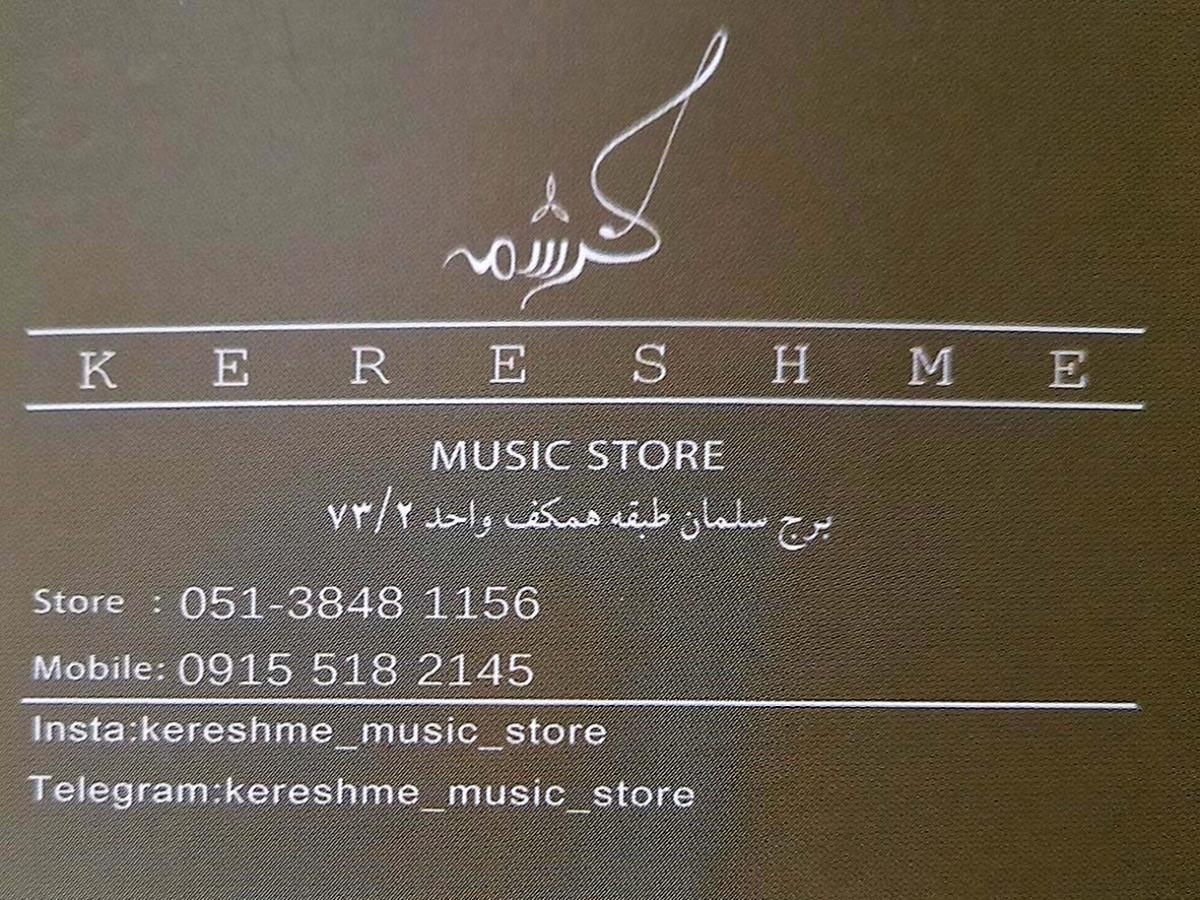 کرشمه
KERESHME
MUSIC STORE
برج سلمان طبقه همکف واحد ۷۳/۲
Store : 051-3848 1156
Mobile: 0915 518 2145
Insta:kereshme_music_store
Telegram:kereshme_music_store